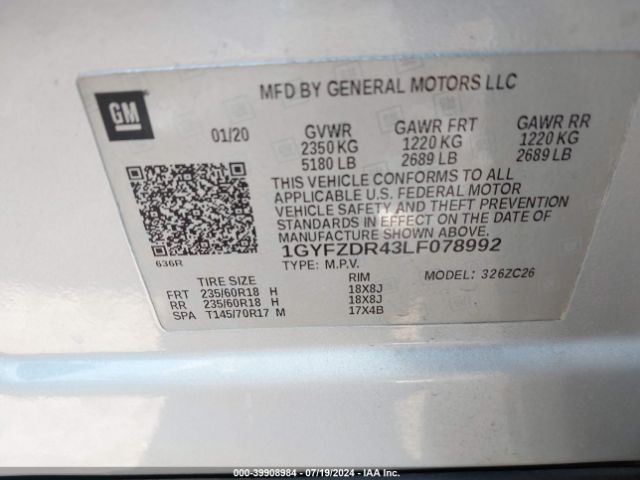 MFD BY GENERAL MOTORS LLC
GM
01/20 GVWR GAWR FRT GAWR RR
2350 KG 1220 KG 1220 KG
5180 LB 2689 LB 2689 LB
THIS VEHICLE CONFORMS TO ALL
APPLICABLE U.S. FEDERAL MOTOR
VEHICLE SAFETY AND THEFT PREVENTION
STANDARDS IN EFFECT ON THE DATE OF
MANUFACTURE SHOWN ABOVE.
1GYFZDR43LF078992
636R
TYPE: M.P.V. MODEL: 326ZC26
TIRE SIZE RIM
FRT 235/60R18 H 18X8J
RR 235/60R18 H 18X8J
SPA T145/70R17 M 17X4B
000-39908984 - 07/19/2024 - IAA Inc.